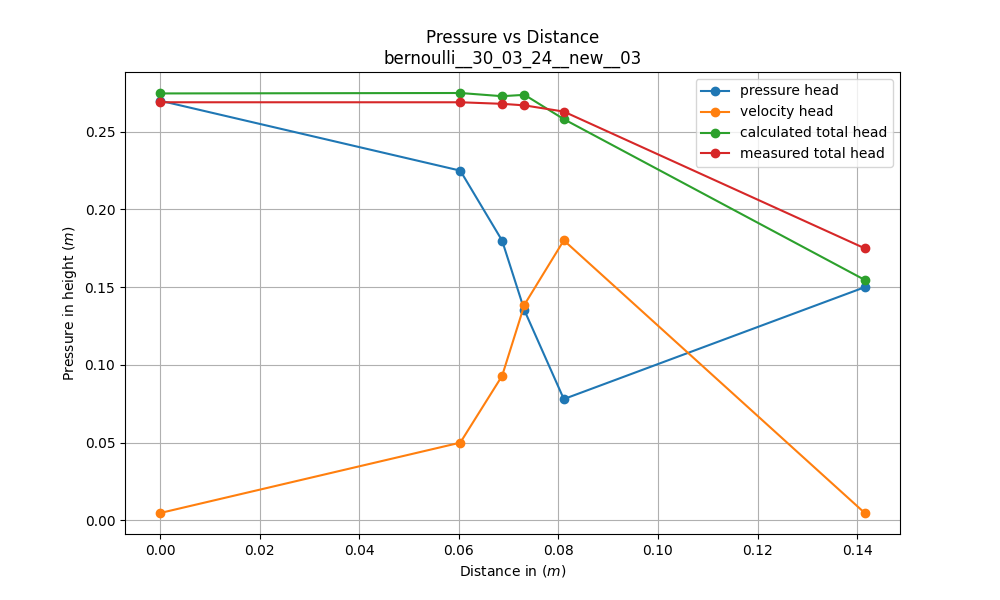 Pressure vs Distance
bernoulli__30_03_24__new__03
pressure head
velocity head
calculated total head
measured total head
Pressure in height (m)
0.25
0.20
0.15
0.10
0.05
0.00
0.00 0.02 0.04 0.06 0.08 0.10 0.12 0.14
Distance in (m)